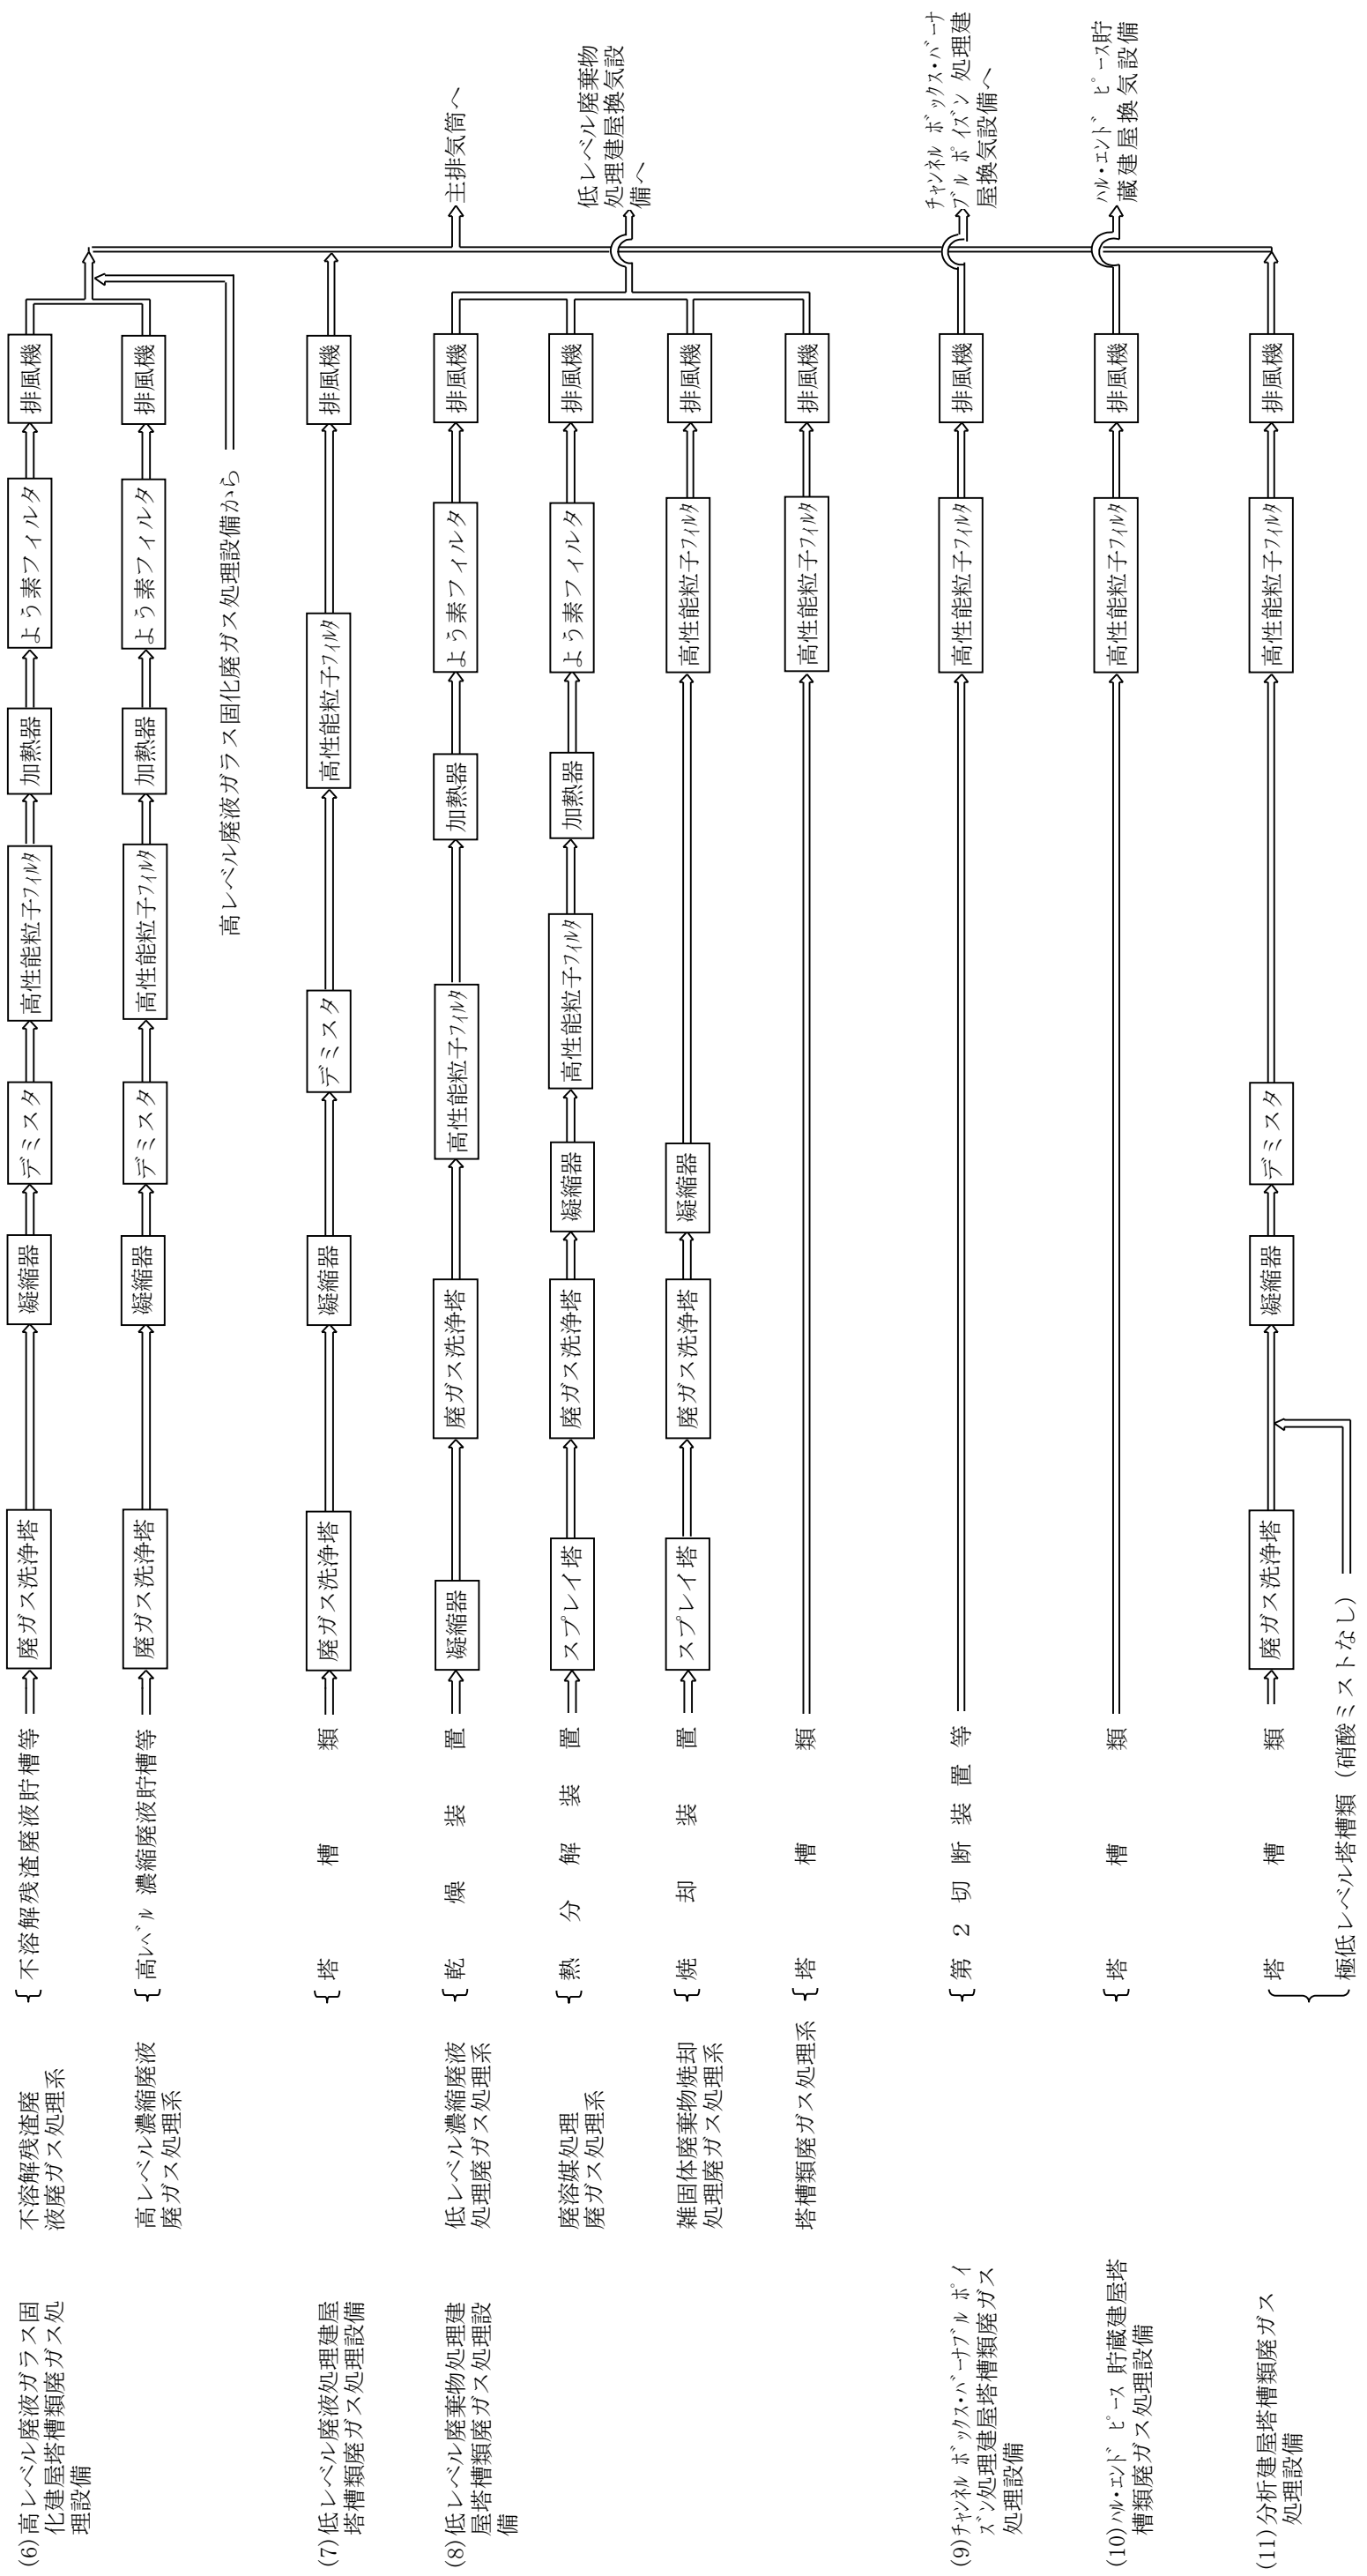 (6)高レベル廃液ガラス固
化建屋塔槽類廃ガス処
理設備
不溶解残渣廃
液廃ガス処理系
不溶解残渣廃液貯槽等
廃ガス洗浄塔
凝縮器
デミスタ
高性能粒子フィルタ
加熱器
よう素フィルタ
排風機
高レベル濃縮廃液
廃ガス処理系
高レベル 濃縮廃液貯槽等
廃ガス洗浄塔
凝縮器
デミスタ
高性能粒子フィルタ
加熱器
よう素フィルタ
排風機
高レベル廃液ガラス固化廃ガス処理設備から
(7)低レベル廃液処理建屋
塔槽類廃ガス処理設備
塔槽類
廃ガス洗浄塔
凝縮器
デミスタ
高性能粒子フィルタ
排風機
主排気筒へ
(8)低レベル廃棄物処理建
屋塔槽類廃ガス処理設
備
低レベル濃縮廃液
処理廃ガス処理系
乾燥装置
凝縮器
廃ガス洗浄塔
高性能粒子フィルタ
加熱器
よう素フィルタ
排風機
廃溶媒処理
廃ガス処理系
熱分解装置
スプレイ塔
廃ガス洗浄塔
凝縮器
高性能粒子フィルタ
加熱器
よう素フィルタ
排風機
低レベル廃棄物
処理建屋換気設
備へ
雑固体廃棄物焼却
処理廃ガス処理系
焼却装置
スプレイ塔
廃ガス洗浄塔
凝縮器
高性能粒子フィルタ
排風機
塔槽類廃ガス処理系
塔槽類
高性能粒子フィルタ
排風機
(9)チャンネル ボックス・バーナブル ポイ
ズン処理建屋塔槽類廃ガス
処理設備
第2切断装置等
高性能粒子フィルタ
排風機
チャンネル ボックス・バーナ
ブル ポイズン 処理建
屋換気設備へ
(10)ハル・エンド ピース 貯蔵建屋塔
槽類廃ガス処理設備
塔槽類
高性能粒子フィルタ
排風機
ハル・エンド ピース貯
蔵建屋換気設備
(11)分析建屋塔槽類廃ガス
処理設備
塔槽類
廃ガス洗浄塔
凝縮器
デミスタ
高性能粒子フィルタ
排風機
極低レベル塔槽類（硝酸ミストなし）